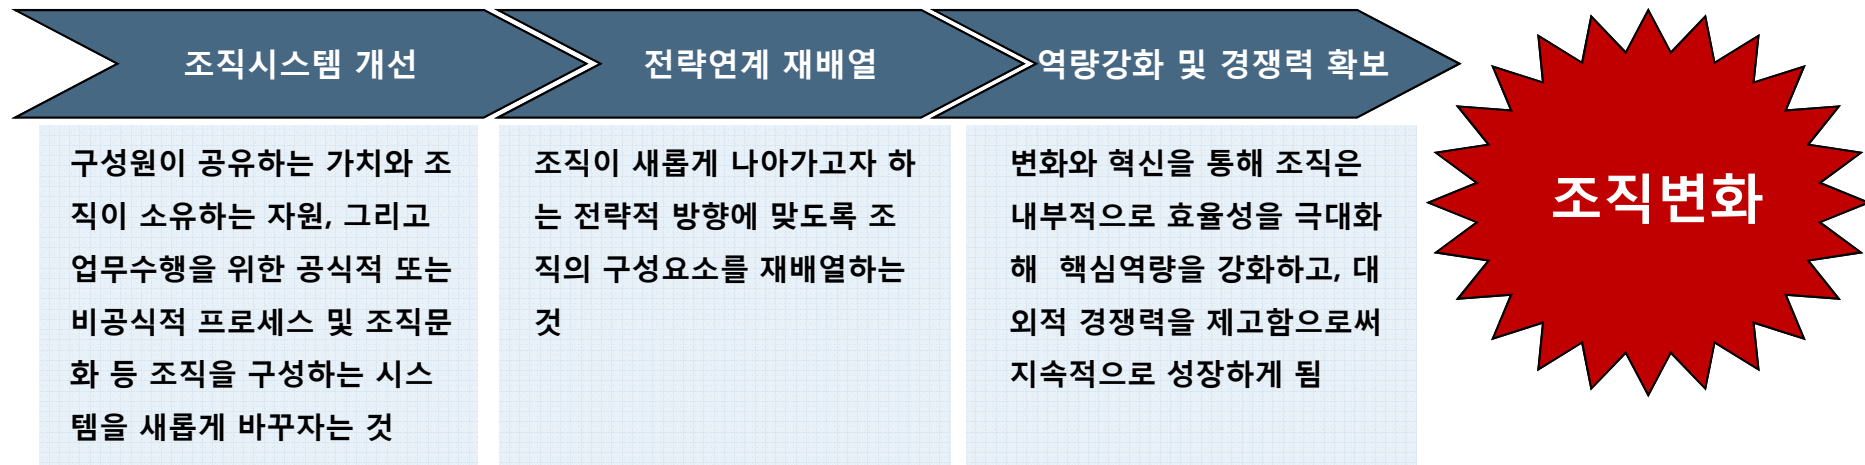 조직시스템 개선
전략연계 재배열
역량강화 및 경쟁력 확보
구성원이 공유하는 가치와 조
직이 소유하는 자원, 그리고
업무수행을 위한 공식적 또는
비공식적 프로세스 및 조직문
화 등 조직을 구성하는 시스
템을 새롭게 바꾸자는 것
조직이 새롭게 나아가고자 하
는 전략적 방향에 맞도록 조
직의 구성요소를 재배열하는
것
변화와 혁신을 통해 조직은
내부적으로 효율성을 극대화
해 핵심역량을 강화하고, 대
외적 경쟁력을 제고함으로써
지속적으로 성장하게 됨
조직변화